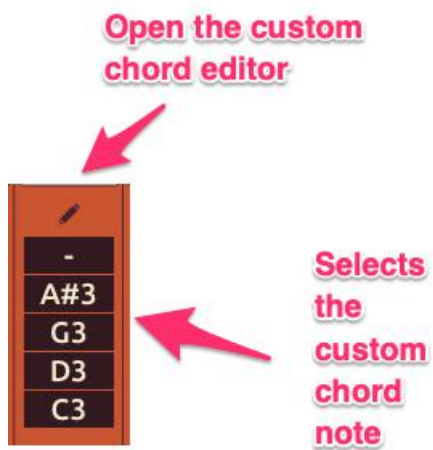 Open the custom
chord editor
-
A#3
G3
D3
C3
Selects
the
custom
chord
note